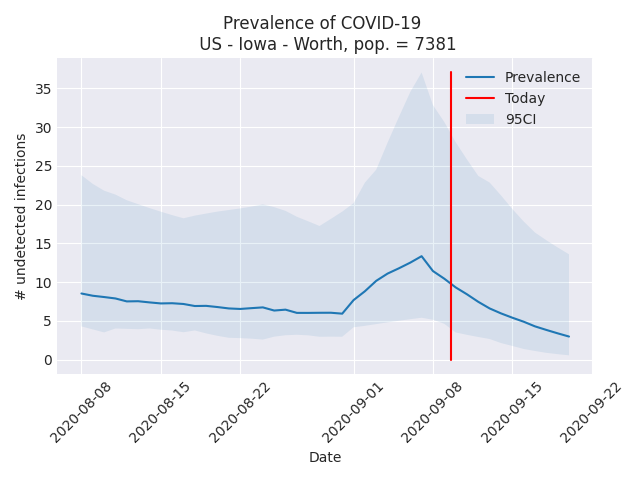 Prevalence of COVID-19
US - Iowa - Worth, pop. = 7381
Prevalence
Today
95CI
# undetected infections
35
30
25
20
15
10
5
0
2020-08-08
2020-08-15
2020-08-22
2020-09-01
2020-09-08
2020-09-15
2020-09-22
Date